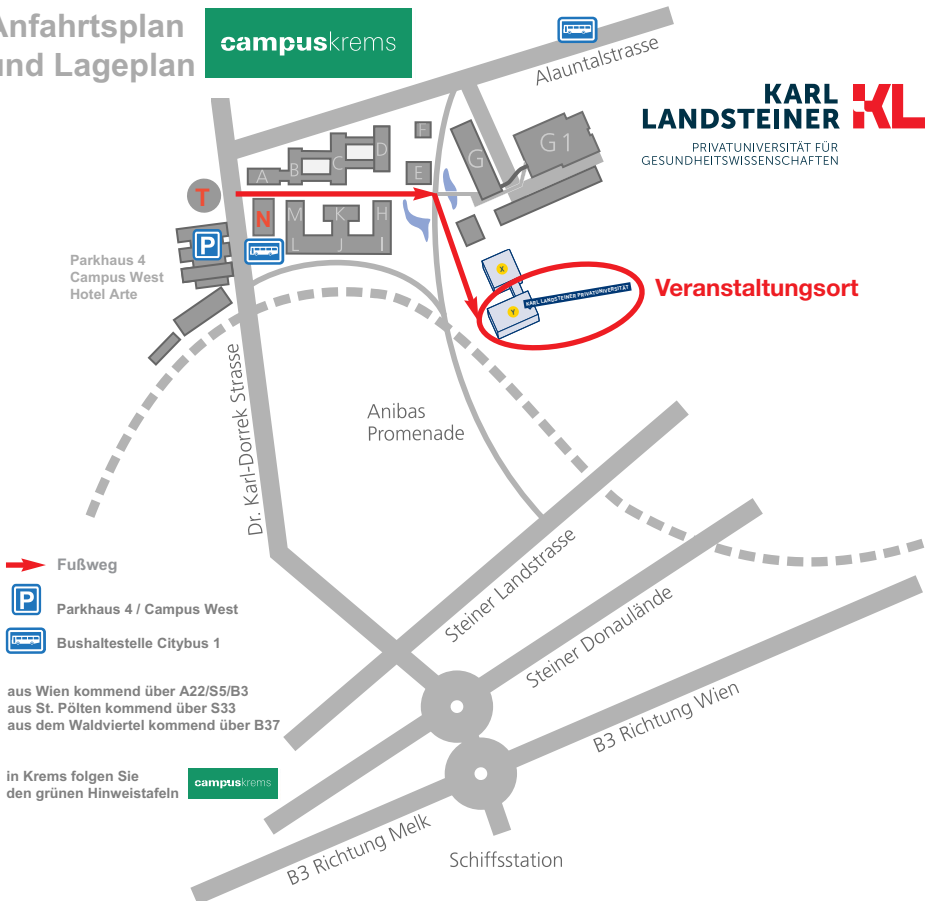 Anfahrtsplan
und Lageplan
campuskrems
Alauntalstrasse
KARL
LANDSTEINER
KL
PRIVATUNIVERSITÄT FÜR
GESUNDHEITSWISSENSCHAFTEN
F
D
C
B
A
E
G
G1
T
N
M
K
H
L
J
I
P
Parkhaus 4
Campus West
Hotel Arte
X
Y
KARL LANDSTEINER PRIVATUNIVERSITÄT
Veranstaltungsort
Dr. Karl-Dorrek Strasse
Anibas
Promenade
Fußweg
P
Parkhaus 4 / Campus West
Bushaltestelle Citybus 1
Steiner Landstrasse
Steiner Donaulände
aus Wien kommend über A22/S5/B3
aus St. Pölten kommend über S33
aus dem Waldviertel kommend über B37
B3 Richtung Wien
in Krems folgen Sie
den grünen Hinweistafeln
campuskrems
B3 Richtung Melk
Schiffsstation